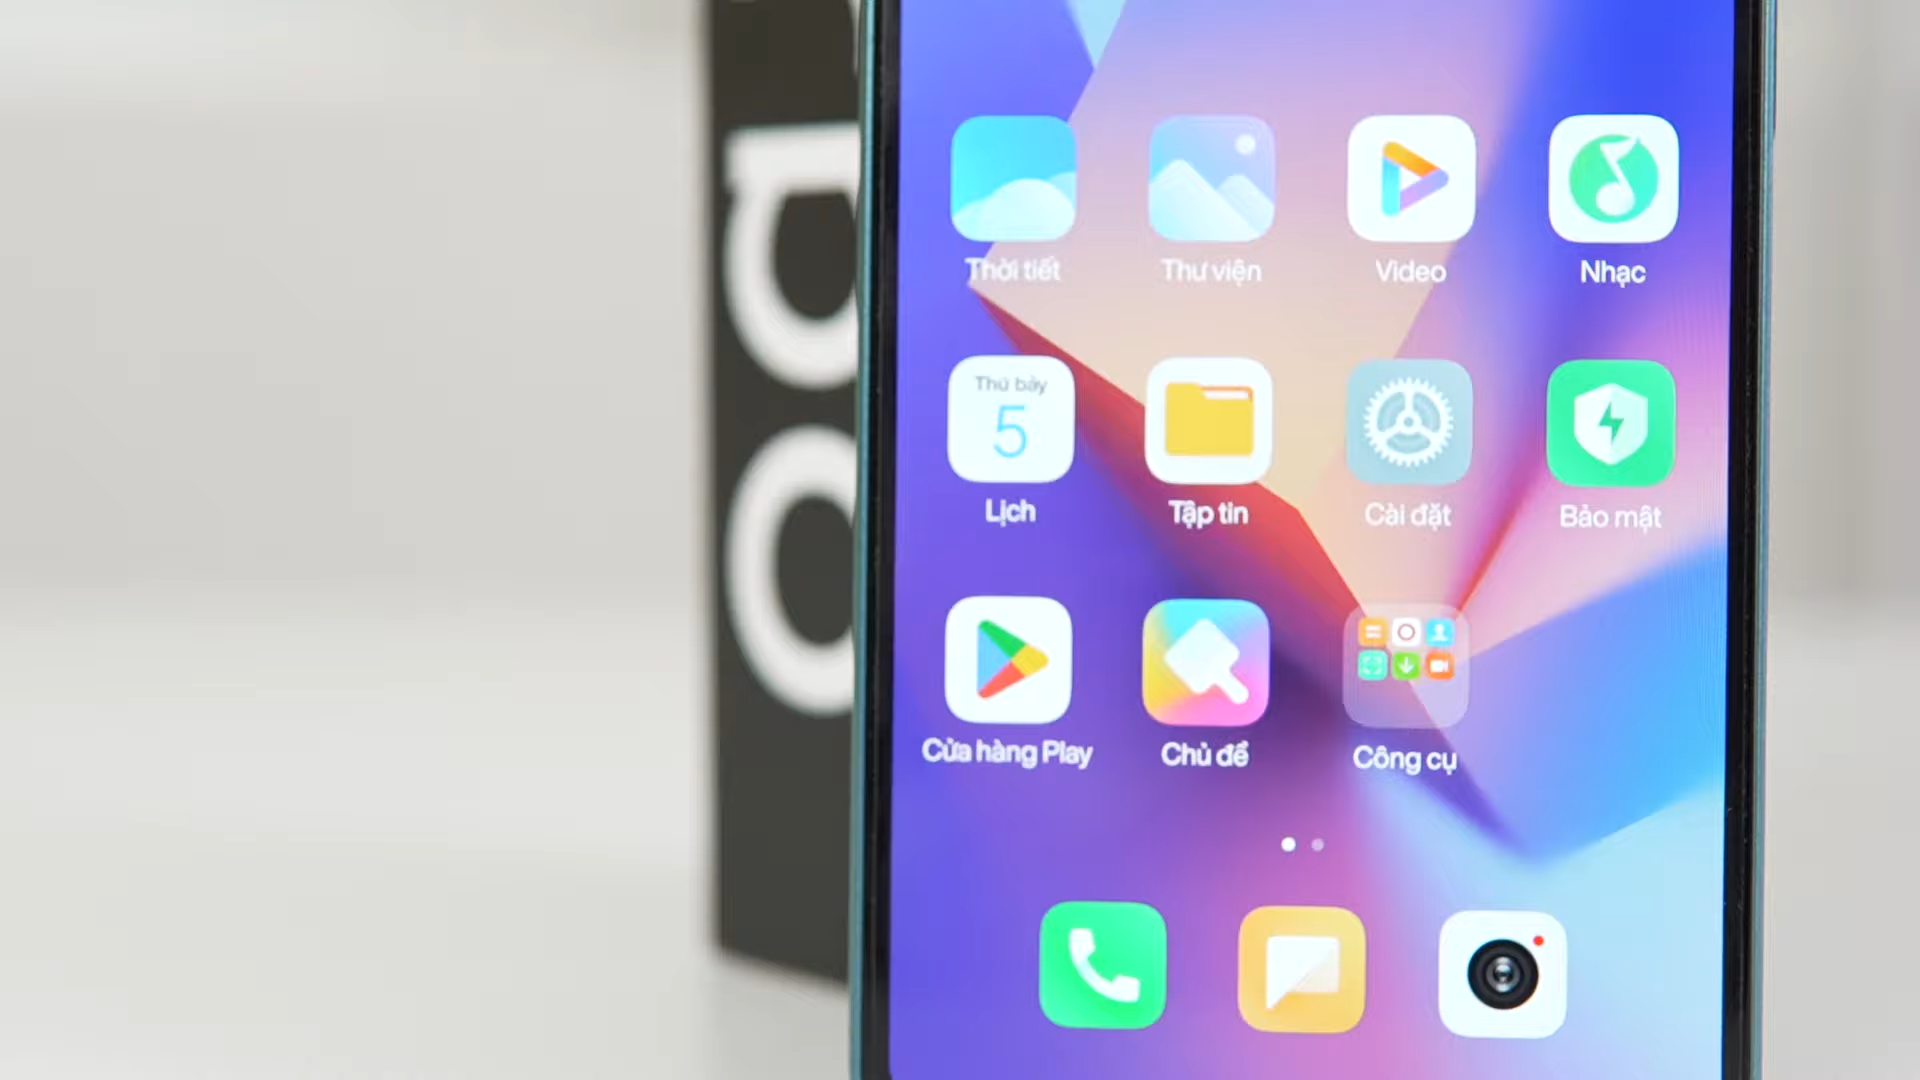 Thời tiết
Thư viện
Video
Nhạc
Thứ bảy
5
Lịch
Tập tin
Cài đặt
Bảo mật
Cửa hàng Play
Chủ đề
Công cụ